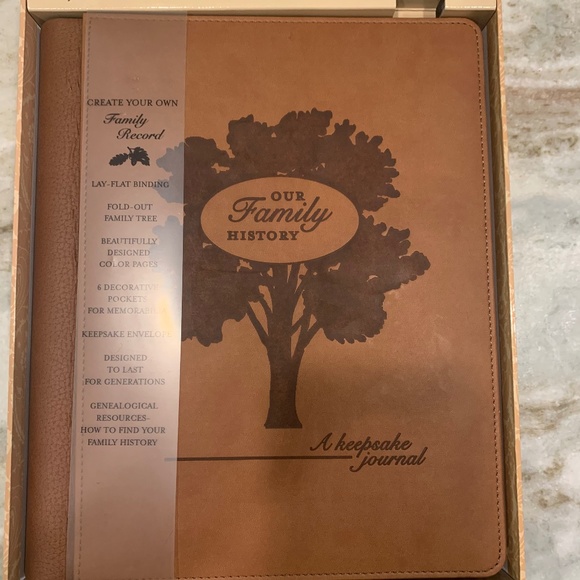 CREATE YOUR OWN
Family
Record
LAY-FLAT BINDING
FOLD-OUT
FAMILY TREE
BEAUTIFULLY
DESIGNED
COLOR PAGES
6 DECORATIVE
POCKETS
FOR MEMORABILIA
KEEPSAKE ENVELOPE
DESIGNED
TO LAST
FOR GENERATIONS
GENEALOGICAL
RESOURCES–
HOW TO FIND YOUR
FAMILY HISTORY
OUR
Family
HISTORY
A keepsake
journal